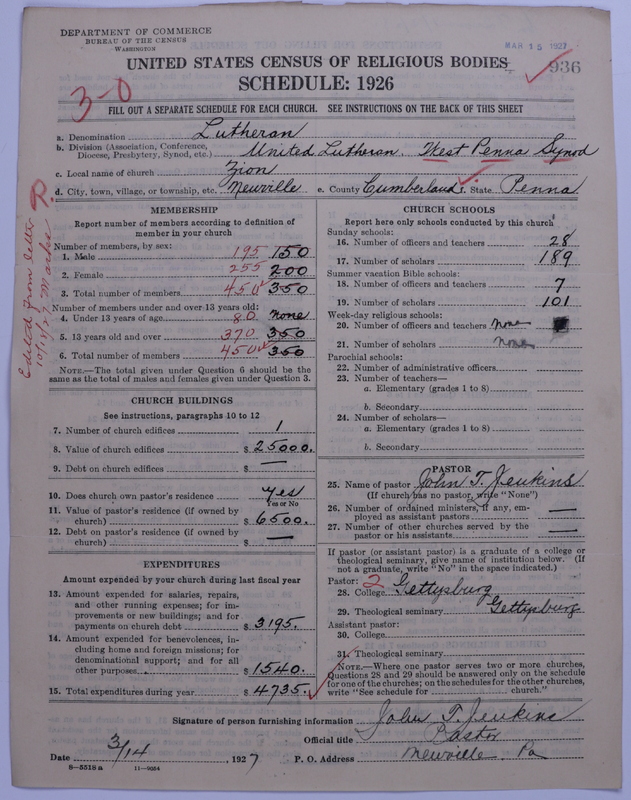 DEPARTMENT OF COMMERCE
BUREAU OF THE CENSUS
WASHINGTON
MAR 15 1927
936
UNITED STATES CENSUS OF RELIGIOUS BODIES
SCHEDULE: 1926
3-0
FILL OUT A SEPARATE SCHEDULE FOR EACH CHURCH. SEE INSTRUCTIONS ON THE BACK OF THIS SHEET
a. Denomination Lutheran
b. Division (Association, Conference, Diocese, Presbytery, Synod, etc.) United Lutheran. West Penna Synod
c. Local name of church Zion
d. City, town, village, or township, etc. Newville e. County Cumberland f. State Penna
Edited from letter
10/11/27 Marke
R.
MEMBERSHIP
Report number of members according to definition of
member in your church
Number of members, by sex:
1. Male 195 150
2. Female 255 200
3. Total number of members 450 350
Number of members under and over 13 years old:
4. Under 13 years of age 80 None
5. 13 years old and over 370 350
6. Total number of members 450 350
NOTE.—The total given under Question 6 should be
the same as the total of males and females given under Question 3.
CHURCH BUILDINGS
See instructions, paragraphs 10 to 12
7. Number of church edifices 1
8. Value of church edifices $ 25000.
9. Debt on church edifices $ —
10. Does church own pastor's residence Yes
Yes or No
11. Value of pastor's residence (if owned by
church) $ 6500.
12. Debt on pastor's residence (if owned by
church) $ —
EXPENDITURES
Amount expended by your church during last fiscal year
13. Amount expended for salaries, repairs,
and other running expenses; for im-
provements or new buildings; and for
payments on church debt $ 3195.
14. Amount expended for benevolences, in-
cluding home and foreign missions; for
denominational support; and for all
other purposes $ 1540.
15. Total expenditures during year $ 4735.
CHURCH SCHOOLS
Report here only schools conducted by this church
Sunday schools:
16. Number of officers and teachers 28
17. Number of scholars 189
Summer vacation Bible schools:
18. Number of officers and teachers 7
19. Number of scholars 101
Week-day religious schools:
20. Number of officers and teachers None
21. Number of scholars None
Parochial schools:
22. Number of administrative officers
23. Number of teachers—
a. Elementary (grades 1 to 8)
b. Secondary
24. Number of scholars—
a. Elementary (grades 1 to 8)
b. Secondary
PASTOR
25. Name of pastor John T. Jenkins
(If church has no pastor, write "None")
26. Number of ordained ministers, if any, em-
ployed as assistant pastors —
27. Number of other churches served by the
pastor or his assistants —
If pastor (or assistant pastor) is a graduate of a college or
theological seminary, give name of institution below. (If
not a graduate, write "No" in the space indicated.)
Pastor: 2
28. College Gettysburg
29. Theological seminary Gettysburg
Assistant pastor:
30. College
31. Theological seminary
NOTE.—Where one pastor serves two or more churches,
Questions 28 and 29 should be answered only on the schedule
for one of the churches; on the schedules for the other churches,
write "See schedule for church."
Signature of person furnishing information John T. Jenkins
Official title Pastor
Date 3/14, 1927 P. O. Address Newville Pa
8—5518 a 11—9054